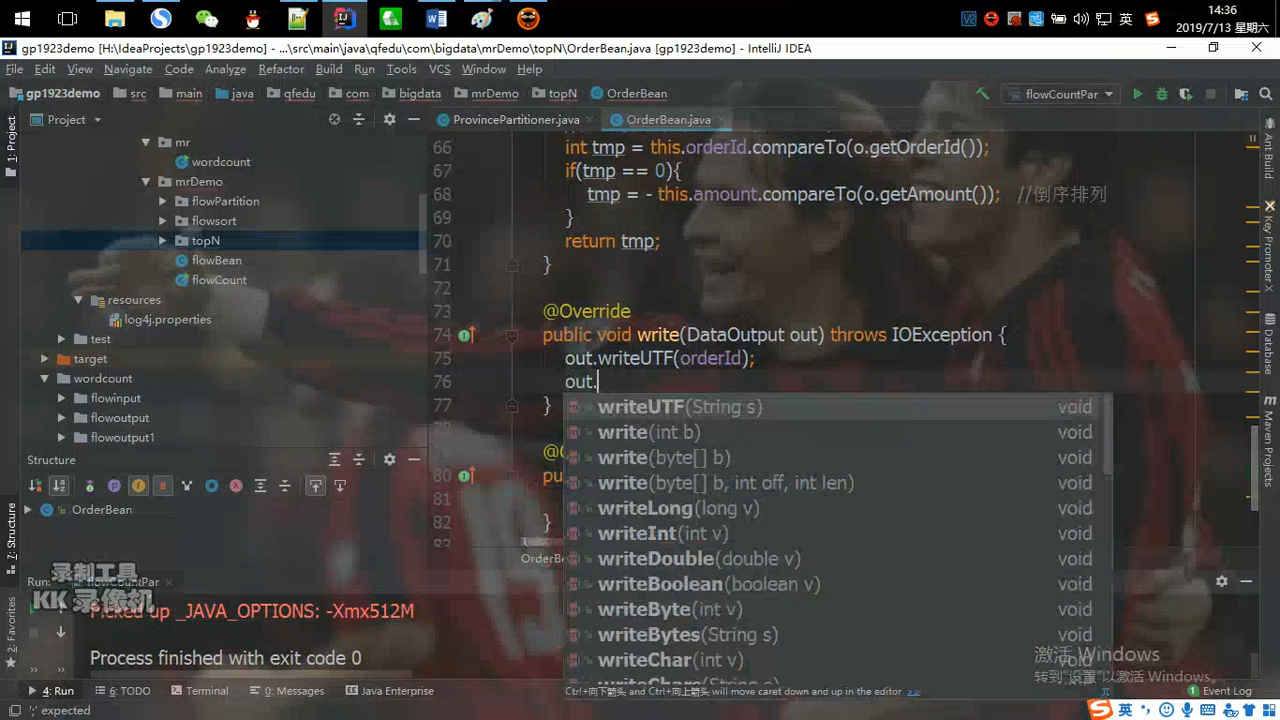 14:36
英
2019/7/13 星期六
gp1923demo [H:\IdeaProjects\gp1923demo] - ...\src\main\java\qfedu\com\bigdata\mrDemo\topN\OrderBean.java [gp1923demo] - IntelliJ IDEA
File Edit View Navigate Code Analyze Refactor Build Run Tools VCS Window Help
gp1923demo src main java qfedu com bigdata mrDemo topN OrderBean flowCountPar
Project
ProvincePartitioner.java OrderBean.java
1: Project
mr
wordcount
mrDemo
flowPartition
flowsort
topN
flowBean
flowCount
resources
log4j.properties
test
target
wordcount
flowinput
flowoutput
flowoutput1
66 int tmp = this.orderId.compareTo(o.getOrderId());
67 if(tmp == 0){
68 tmp = - this.amount.compareTo(o.getAmount()); //倒序排列
69 }
70 return tmp;
71 }
72
73 @Override
74 public void write(DataOutput out) throws IOException {
75 out.writeUTF(orderId);
76 out.
77 }
80 pu
81
82 }
writeUTF(String s) void
write(int b) void
write(byte[] b) void
write(byte[] b, int off, int len) void
writeLong(long v) void
writeInt(int v) void
writeDouble(double v) void
writeBoolean(boolean v) void
writeByte(int v) void
writeBytes(String s) void
writeChar(int v) void
Ctrl+向下箭头 and Ctrl+向上箭头 will move caret down and up in the editor >>
Ant Build
Key Promoter X
Database
Maven Projects
Structure
OrderBean
7: Structure
2: Favorites
录制工具
KK 录像机
Run: flowCountPar
Picked up _JAVA_OPTIONS: -Xmx512M
Process finished with exit code 0
激活 Windows
转到"设置"以激活 Windows。
4: Run 6: TODO Terminal 0: Messages Java Enterprise 1 Event Log
';' expected
英